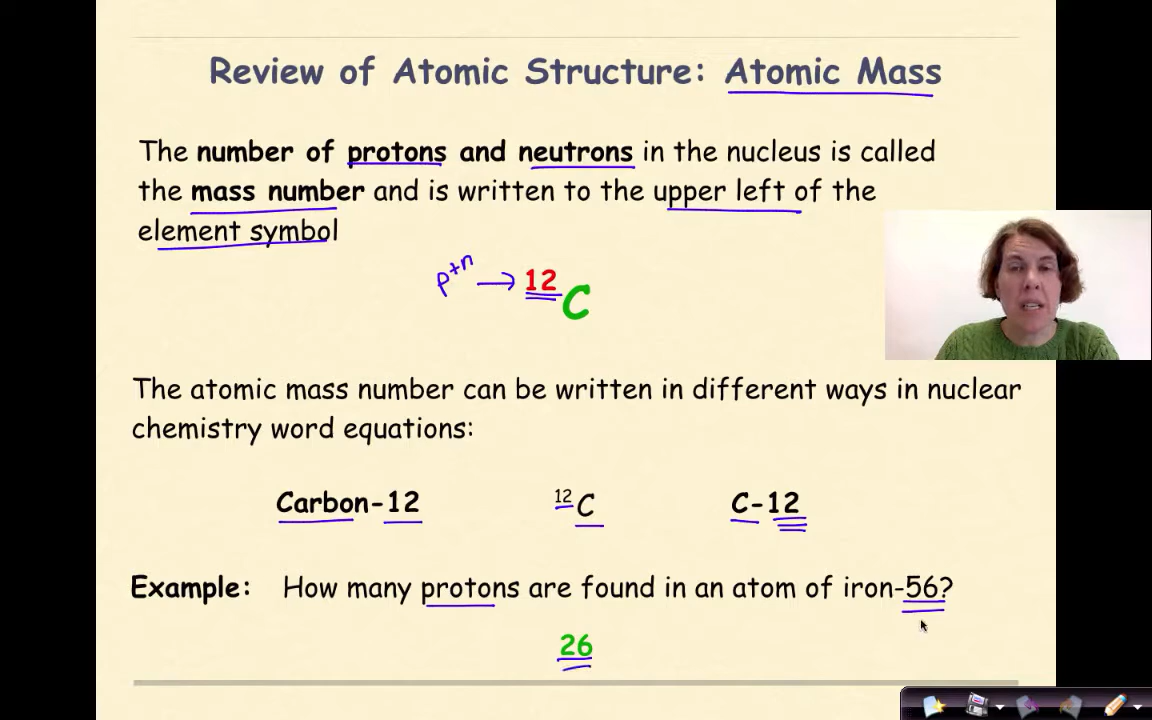 Review of Atomic Structure: Atomic Mass
The number of protons and neutrons in the nucleus is called
the mass number and is written to the upper left of the
element symbol
p+n → 12 C
The atomic mass number can be written in different ways in nuclear
chemistry word equations:
Carbon-12 12 C C-12
Example: How many protons are found in an atom of iron-56?
26